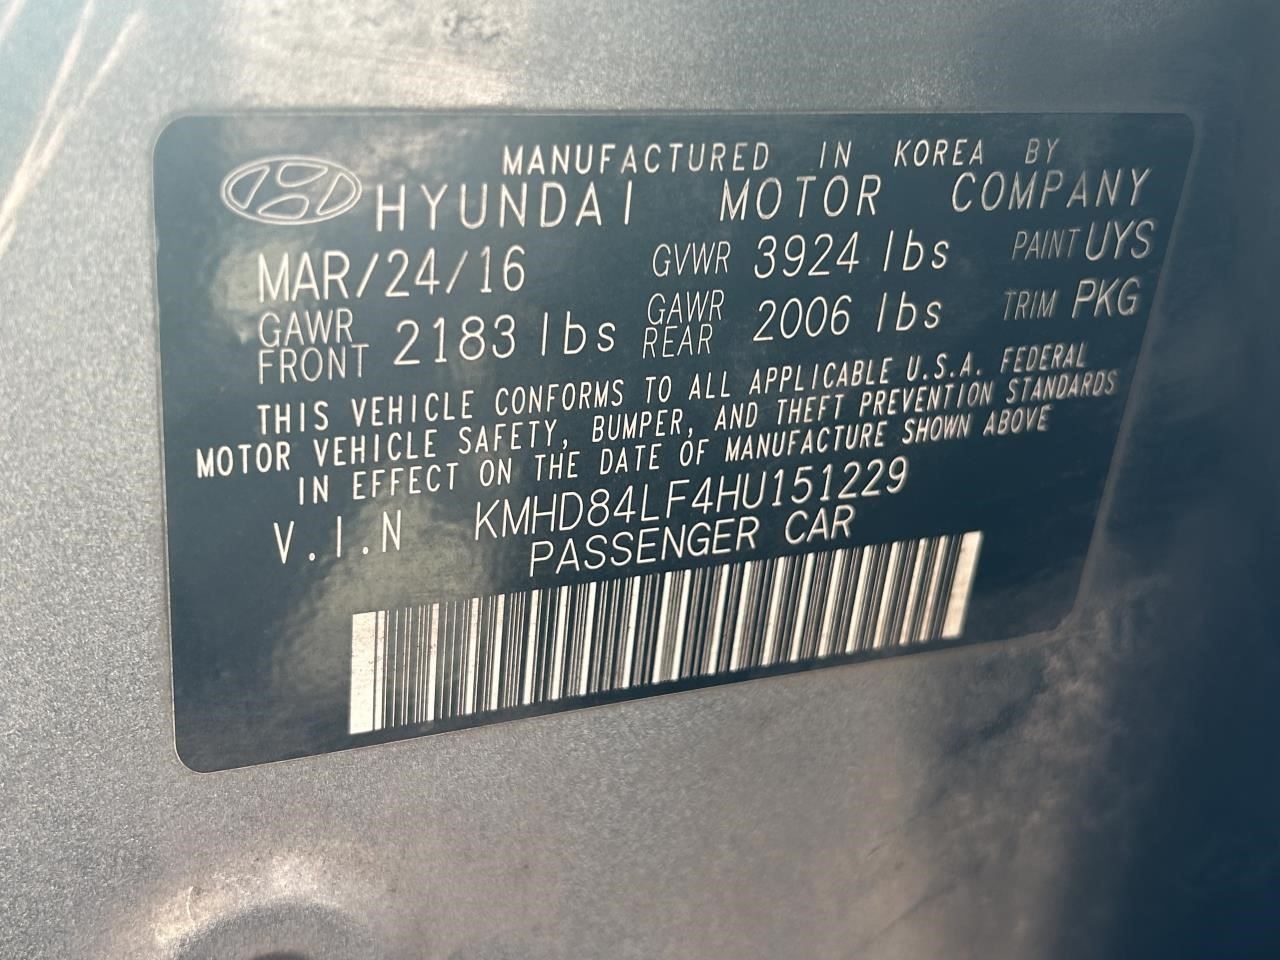 MANUFACTURED IN KOREA BY
HYUNDAI MOTOR COMPANY
MAR/24/16 GVWR 3924 lbs PAINT UYS
GAWR FRONT 2183 lbs GAWR REAR 2006 lbs TRIM PKG
THIS VEHICLE CONFORMS TO ALL APPLICABLE U.S.A. FEDERAL
MOTOR VEHICLE SAFETY, BUMPER, AND THEFT PREVENTION STANDARDS
IN EFFECT ON THE DATE OF MANUFACTURE SHOWN ABOVE
V.I.N KMHD84LF4HU151229
PASSENGER CAR